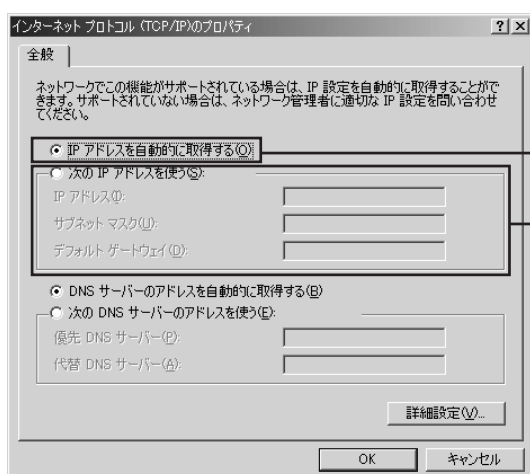 インターネット プロトコル (TCP/IP)のプロパティ
全般
ネットワークでこの機能がサポートされている場合は、IP 設定を自動的に取得することがで
きます。サポートされていない場合は、ネットワーク管理者に適切な IP 設定を問い合わせ
てください。
IP アドレスを自動的に取得する(O)
次の IP アドレスを使う(S):
IP アドレス(I):
サブネット マスク(U):
デフォルト ゲートウェイ(D):
DNS サーバーのアドレスを自動的に取得する(B)
次の DNS サーバーのアドレスを使う(E):
優先 DNS サーバー(P):
代替 DNS サーバー(A):
詳細設定(V)...
OK
キャンセル